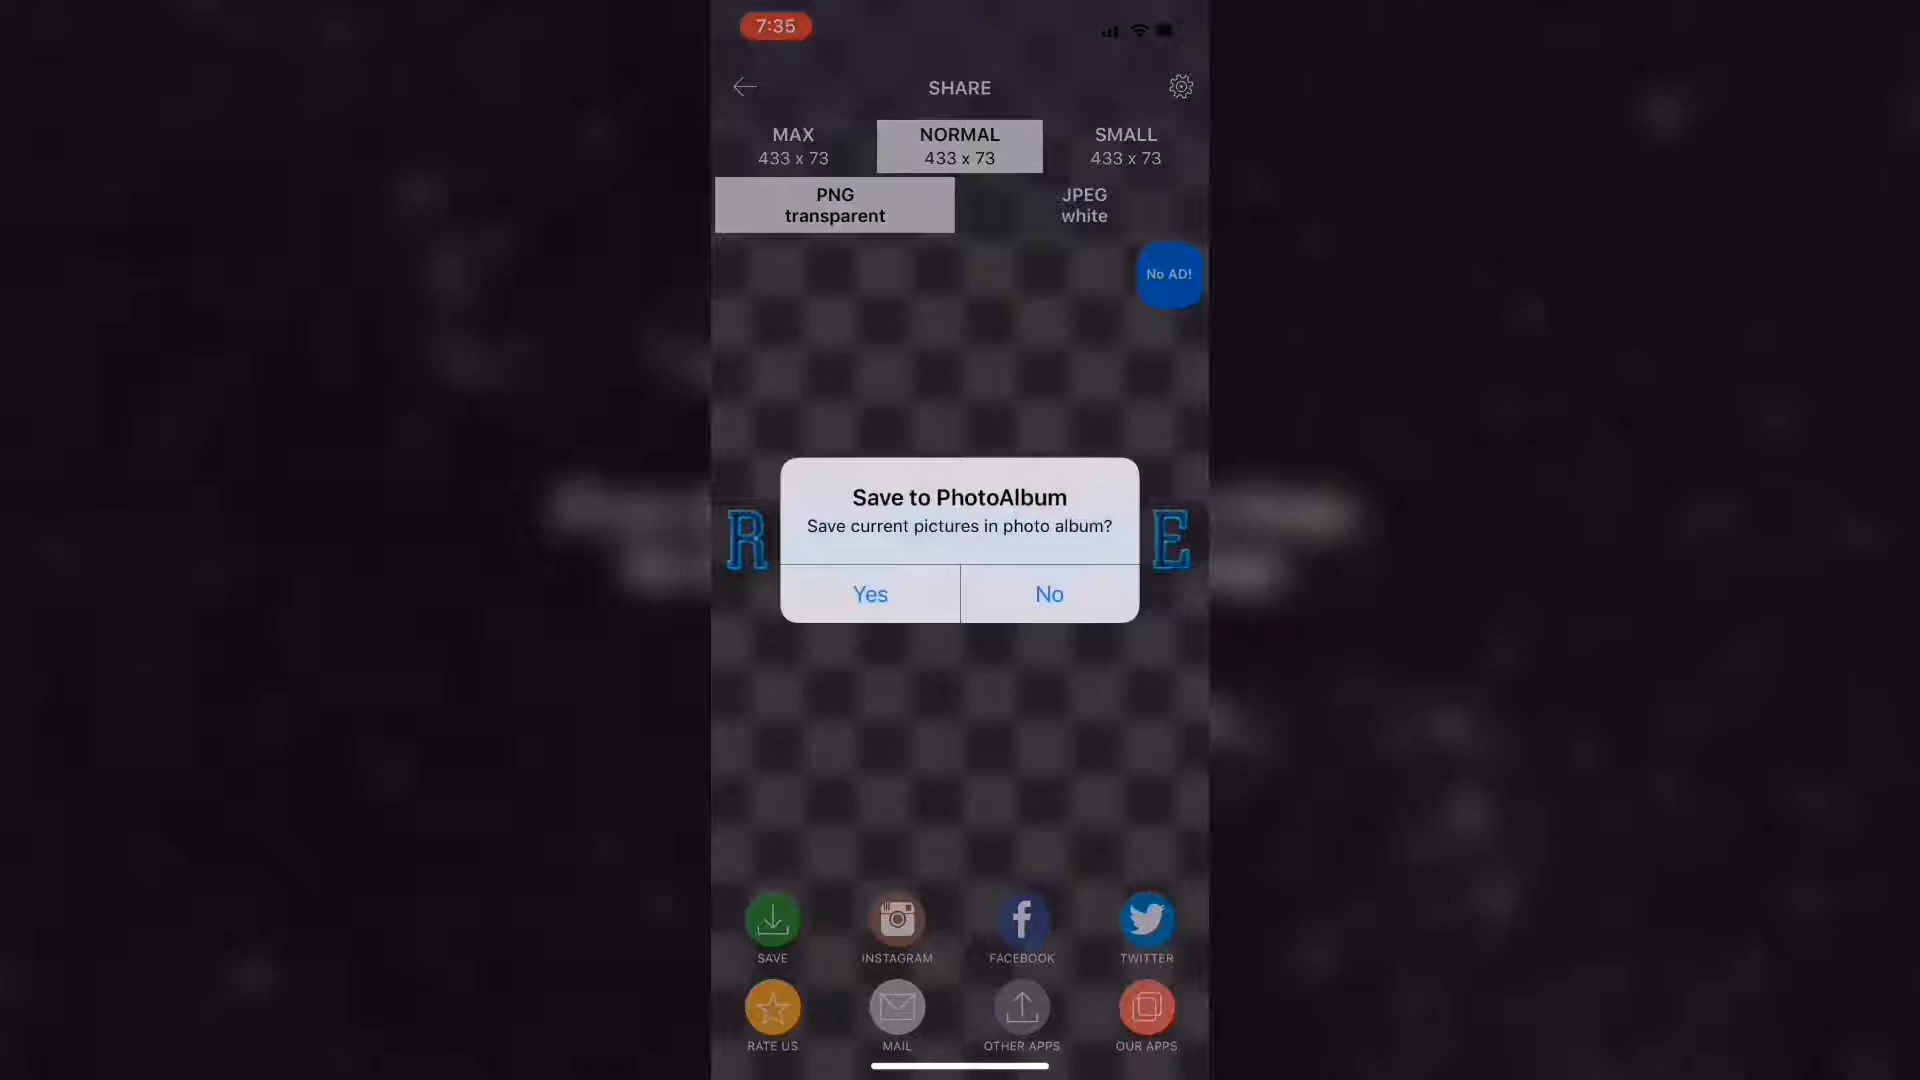 7:35
SHARE
MAX
433 x 73
NORMAL
433 x 73
SMALL
433 x 73
PNG
transparent
JPEG
white
No AD!
Save to PhotoAlbum
Save current pictures in photo album?
R
E
Yes
No
SAVE
INSTAGRAM
FACEBOOK
TWITTER
RATE US
MAIL
OTHER APPS
OUR APPS